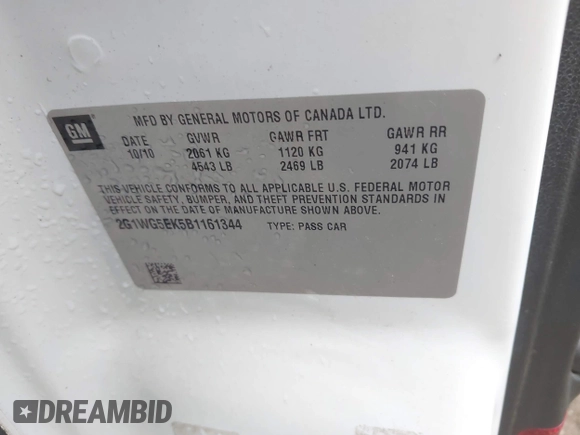 GM
MFD BY GENERAL MOTORS OF CANADA LTD.
DATE GVWR GAWR FRT GAWR RR
10/10 2061 KG 1120 KG 941 KG
4543 LB 2469 LB 2074 LB
THIS VEHICLE CONFORMS TO ALL APPLICABLE U.S. FEDERAL MOTOR
VEHICLE SAFETY, BUMPER, AND THEFT PREVENTION STANDARDS IN
EFFECT ON THE DATE OF MANUFACTURE SHOWN ABOVE.
2G1WG5EK5B1161344 TYPE: PASS CAR
DREAMBID